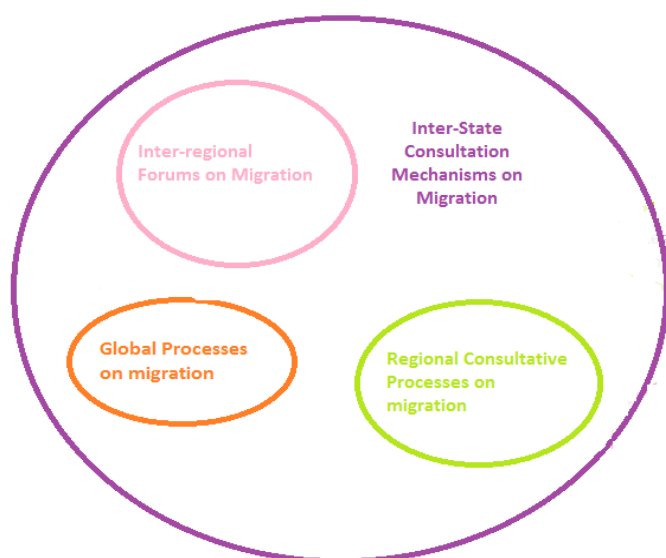 Inter-regional
Forums on Migration
Inter-State
Consultation
Mechanisms on
Migration
Global Processes
on migration
Regional Consultative
Processes on
migration